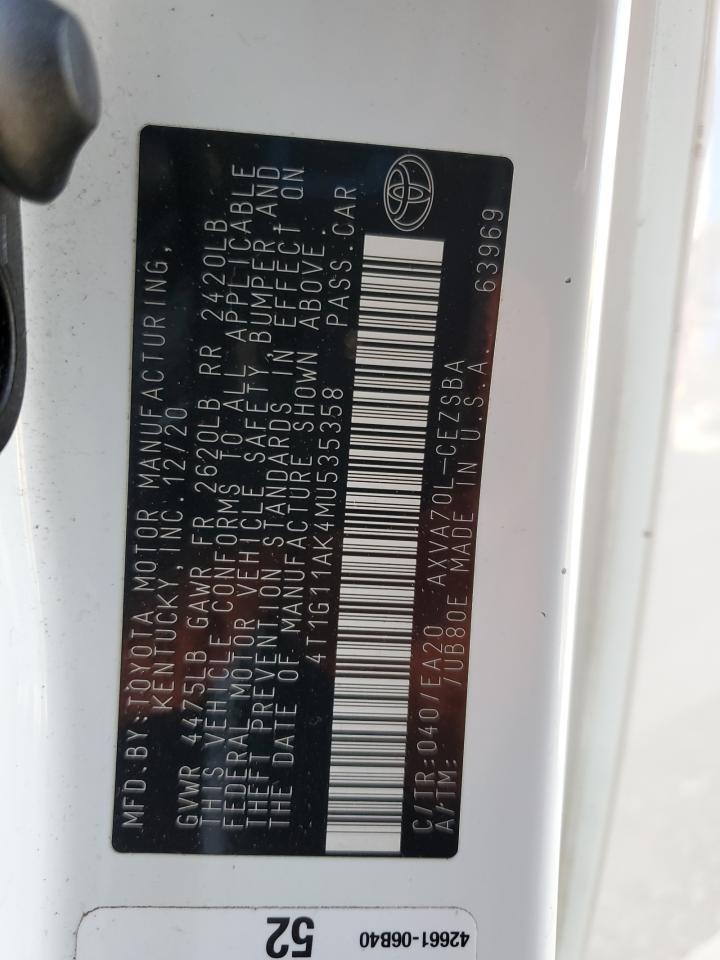 MFD.BY:TOYOTA MOTOR MANUFACTURING,
KENTUCKY,INC.12/20
GVWR 4475LB GAWR FR 2620LB RR 2420LB
THIS VEHICLE CONFORMS TO ALL APPLICABLE
FEDERAL MOTOR VEHICLE SAFETY,BUMPER,AND
THEFT PREVENTION STANDARDS IN EFFECT ON
THE DATE OF MANUFACTURE SHOWN ABOVE.
4T1G11AK4MU535358 PASS.CAR
C/TR:040/EA20 AXVA70L-CEZSBA
A/TM: /UB80E MADE IN U.S.A. 63969
52
42661-06B40